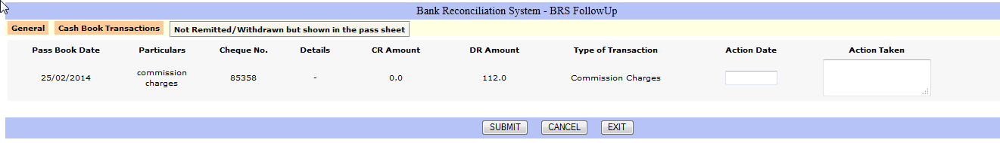 Bank Reconciliation System - BRS FollowUp
General Cash Book Transactions Not Remitted/Withdrawn but shown in the pass sheet
Pass Book Date Particulars Cheque No. Details CR Amount DR Amount Type of Transaction Action Date Action Taken
25/02/2014 commission charges 85358 - 0.0 112.0 Commission Charges
SUBMIT CANCEL EXIT